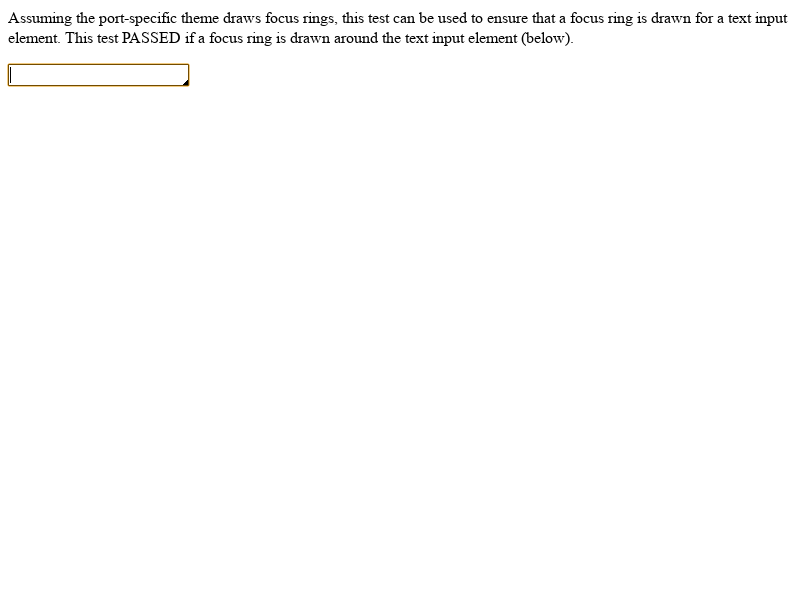 Assuming the port-specific theme draws focus rings, this test can be used to ensure that a focus ring is drawn for a text input
element. This test PASSED if a focus ring is drawn around the text input element (below).